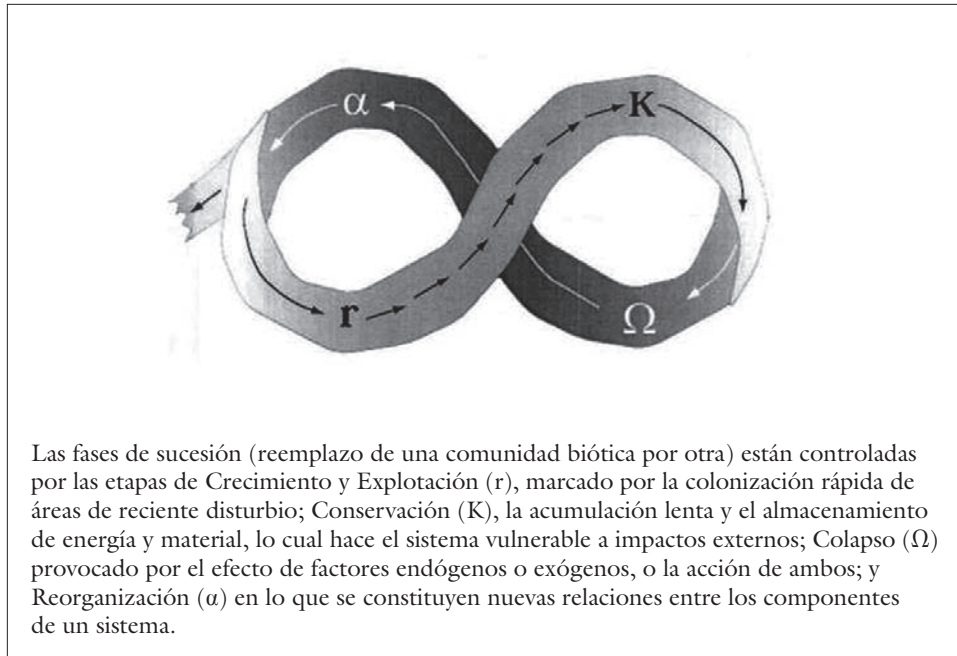 α
K
r
Ω
Las fases de sucesión (reemplazo de una comunidad biótica por otra) están controladas
por las etapas de Crecimiento y Explotación (r), marcado por la colonización rápida de
áreas de reciente disturbio; Conservación (K), la acumulación lenta y el almacenamiento
de energía y material, lo cual hace el sistema vulnerable a impactos externos; Colapso (Ω)
provocado por el efecto de factores endógenos o exógenos, o la acción de ambos; y
Reorganización (α) en lo que se constituyen nuevas relaciones entre los componentes
de un sistema.